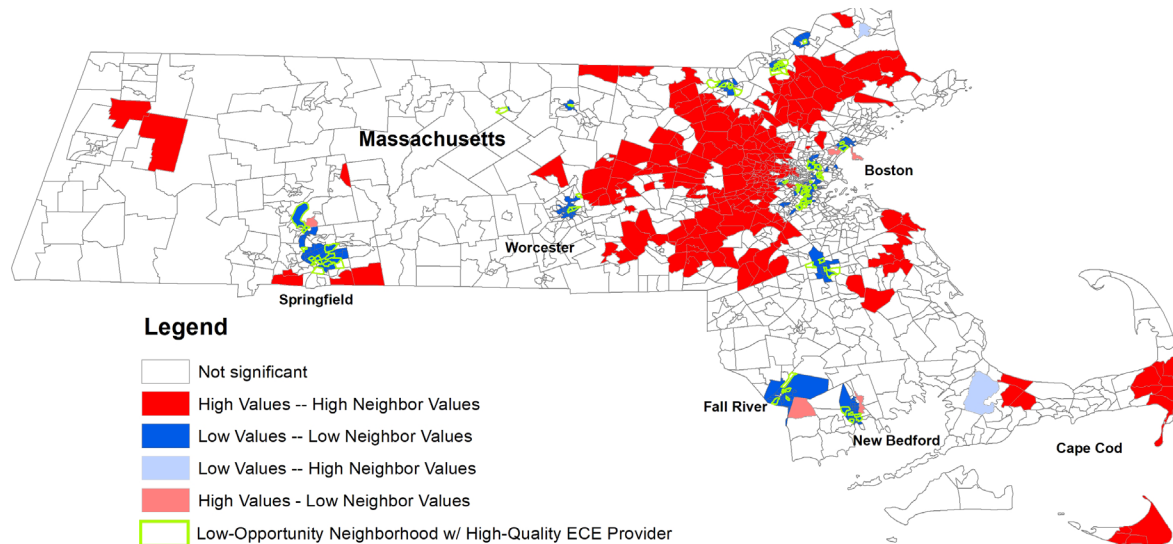 Massachusetts
Boston
Worcester
Springfield
Legend
Not significant
High Values -- High Neighbor Values
Fall River
Low Values -- Low Neighbor Values
New Bedford
Cape Cod
Low Values -- High Neighbor Values
High Values - Low Neighbor Values
Low-Opportunity Neighborhood w/ High-Quality ECE Provider